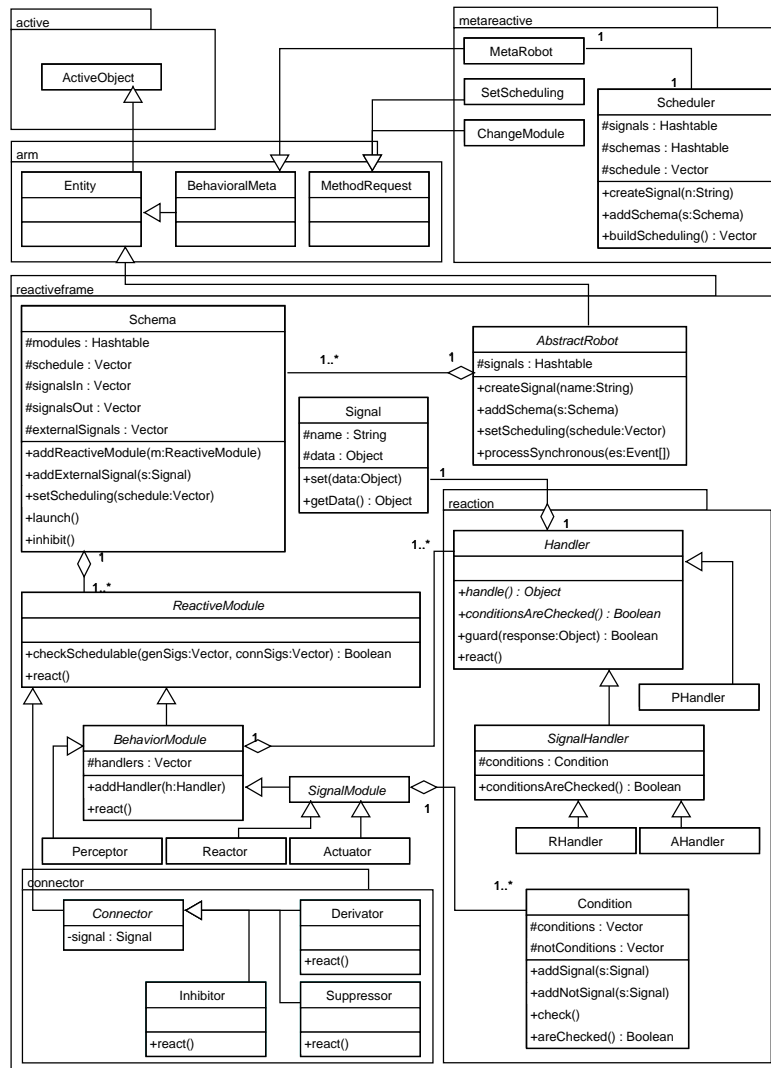 active
ActiveObject
metareactive
MetaRobot
1
1
SetScheduling
ChangeModule
Scheduler
#signals : Hashtable
#schemas : Hashtable
#schedule : Vector
+createSignal(n:String)
+addSchema(s:Schema)
+buildScheduling() : Vector
arm
Entity
BehavioralMeta
MethodRequest
reactiveframe
Schema
#modules : Hashtable
#schedule : Vector
#signalsIn : Vector
#signalsOut : Vector
#externalSignals : Vector
+addReactiveModule(m:ReactiveModule)
+addExternalSignal(s:Signal)
+setScheduling(schedule:Vector)
+launch()
+inhibit()
1..*
1
AbstractRobot
#signals : Hashtable
+createSignal(name:String)
+addSchema(s:Schema)
+setScheduling(schedule:Vector)
+processSynchronous(es:Event[])
Signal
#name : String
#data : Object
+set(data:Object)
+getData() : Object
1
1
1..*
reaction
1
1..*
Handler
+handle() : Object
+conditionsAreChecked() : Boolean
+guard(response:Object) : Boolean
+react()
ReactiveModule
+checkSchedulable(genSigs:Vector, connSigs:Vector) : Boolean
+react()
PHandler
BehaviorModule
#handlers : Vector
+addHandler(h:Handler)
+react()
1
SignalModule
1
SignalHandler
#conditions : Condition
+conditionsAreChecked() : Boolean
Perceptor
Reactor
Actuator
RHandler
AHandler
connector
Connector
-signal : Signal
Derivator
+react()
Inhibitor
+react()
Suppressor
+react()
1..*
Condition
#conditions : Vector
#notConditions : Vector
+addSignal(s:Signal)
+addNotSignal(s:Signal)
+check()
+areChecked() : Boolean